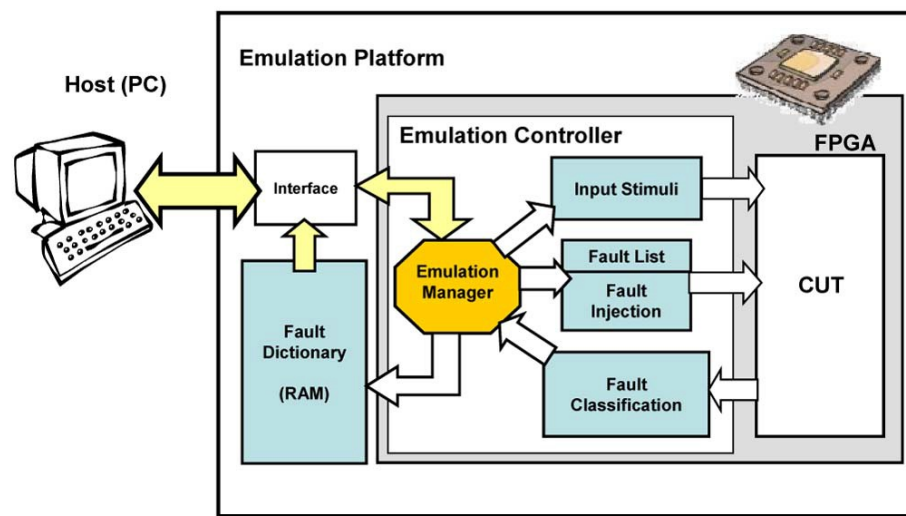 Emulation Platform
Host (PC)
Emulation Controller
FPGA
Interface
Input Stimuli
Fault List
Fault
Injection
Emulation
Manager
CUT
Fault
Dictionary
(RAM)
Fault
Classification